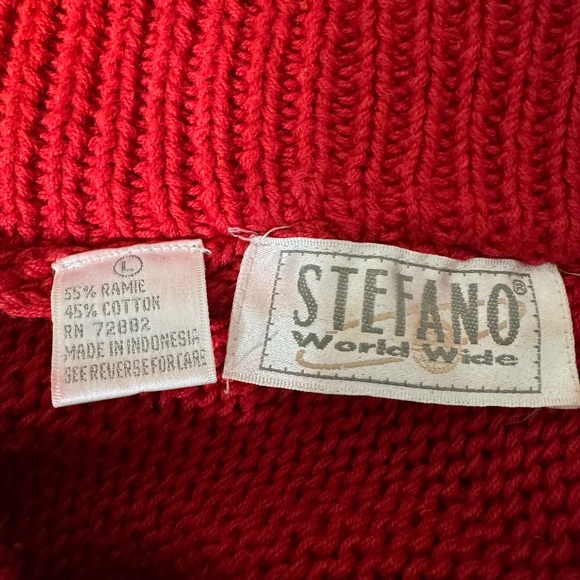 L
55% RAMIE
45% COTTON
RN 72882
MADE IN INDONESIA
SEE REVERSE FOR CARE
STEFANO®
World Wide